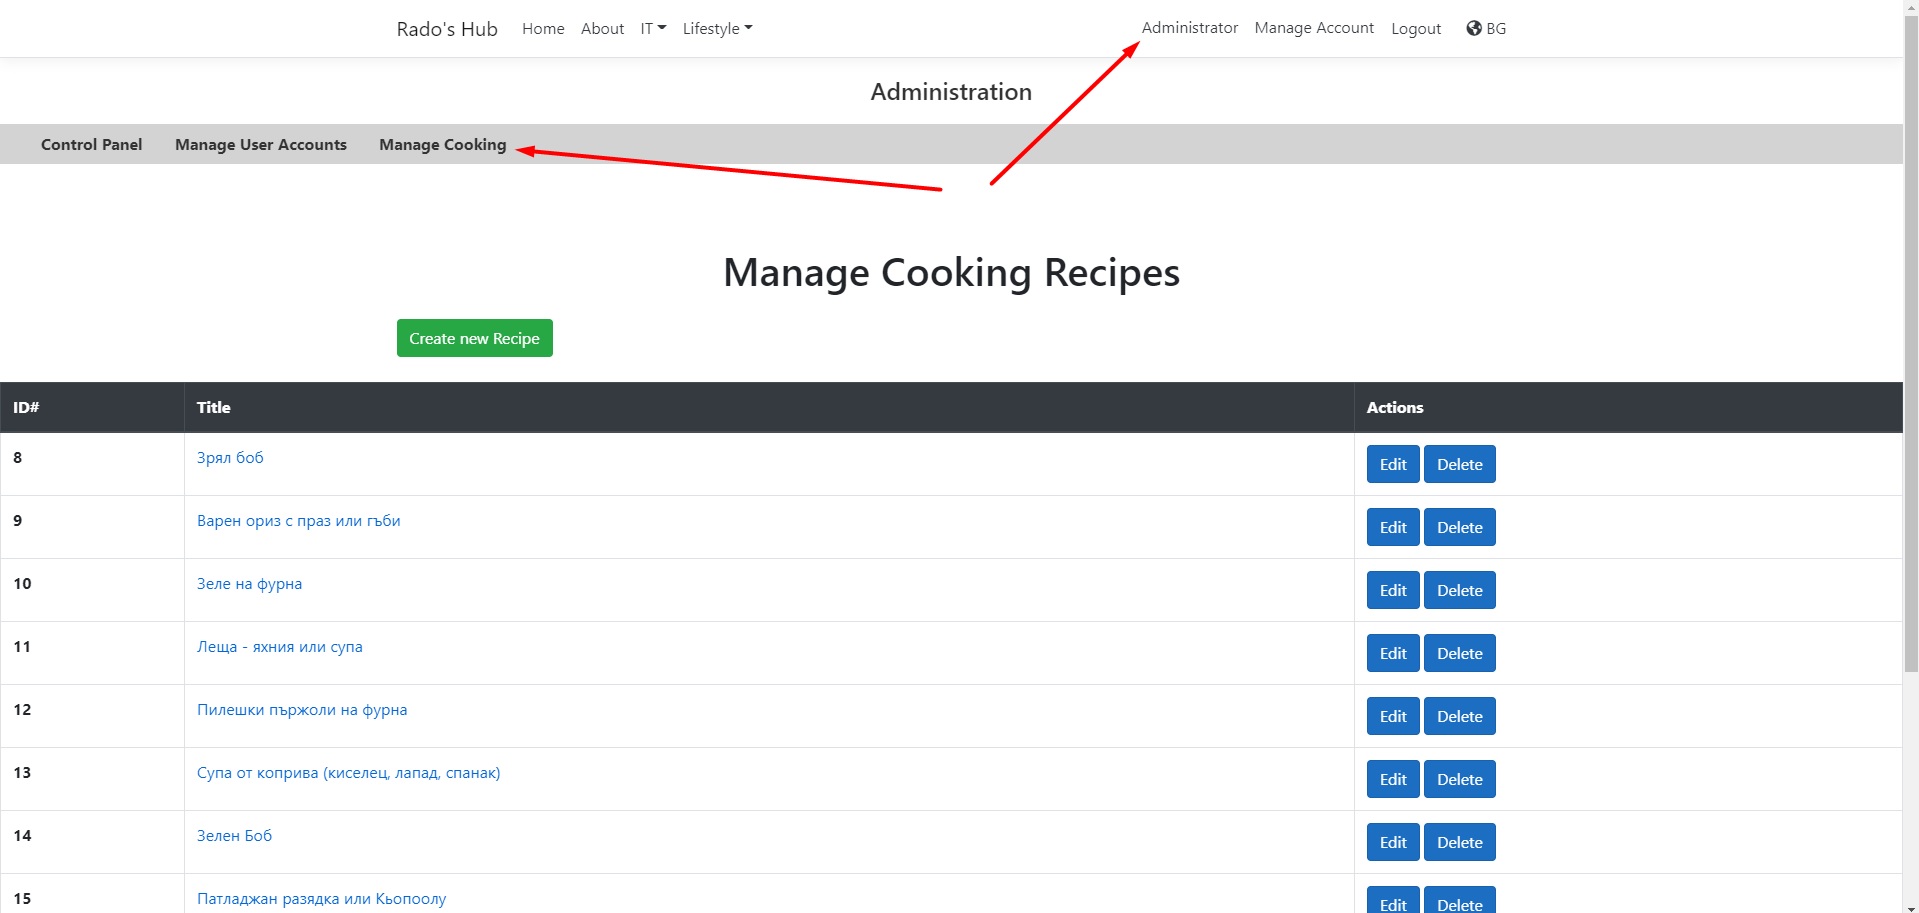 Rado's Hub Home About IT Lifestyle Administrator Manage Account Logout BG
Administration
Control Panel Manage User Accounts Manage Cooking
Manage Cooking Recipes
Create new Recipe
ID# Title Actions
8 Зрял боб Edit Delete
9 Варен ориз с праз или гъби Edit Delete
10 Зеле на фурна Edit Delete
11 Леща - яхния или супа Edit Delete
12 Пилешки пържоли на фурна Edit Delete
13 Супа от коприва (киселец, лапад, спанак) Edit Delete
14 Зелен Боб Edit Delete
15 Патладжан разядка или Кьопоолу Edit Delete